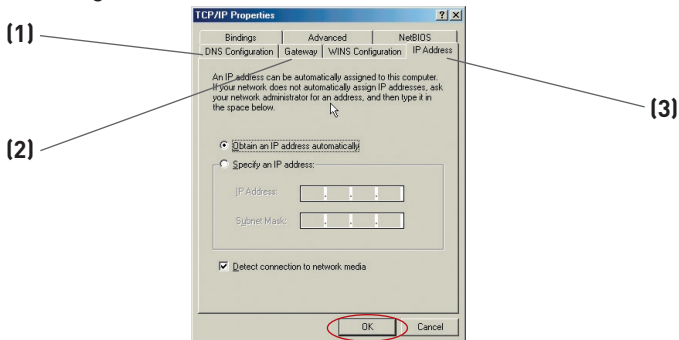 TCP/IP Properties
Bindings Advanced NetBIOS
DNS Configuration Gateway WINS Configuration IP Address
An IP address can be automatically assigned to this computer.
If your network does not automatically assign IP addresses, ask
your network administrator for an address, and then type it in
the space below.
Obtain an IP address automatically
Specify an IP address:
IP Address:
Subnet Mask:
Detect connection to network media
OK Cancel
(1)
(2)
(3)